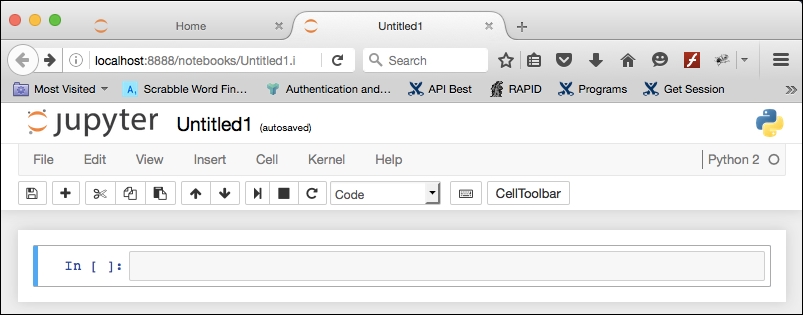 Home Untitled1
localhost:8888/notebooks/Untitled1.i Search
Most Visited A, Scrabble Word Fin... Authentication and... API Best RAPID Programs Get Session
jupyter Untitled1 (autosaved)
File Edit View Insert Cell Kernel Help Python 2
Code CellToolbar
In [ ]: